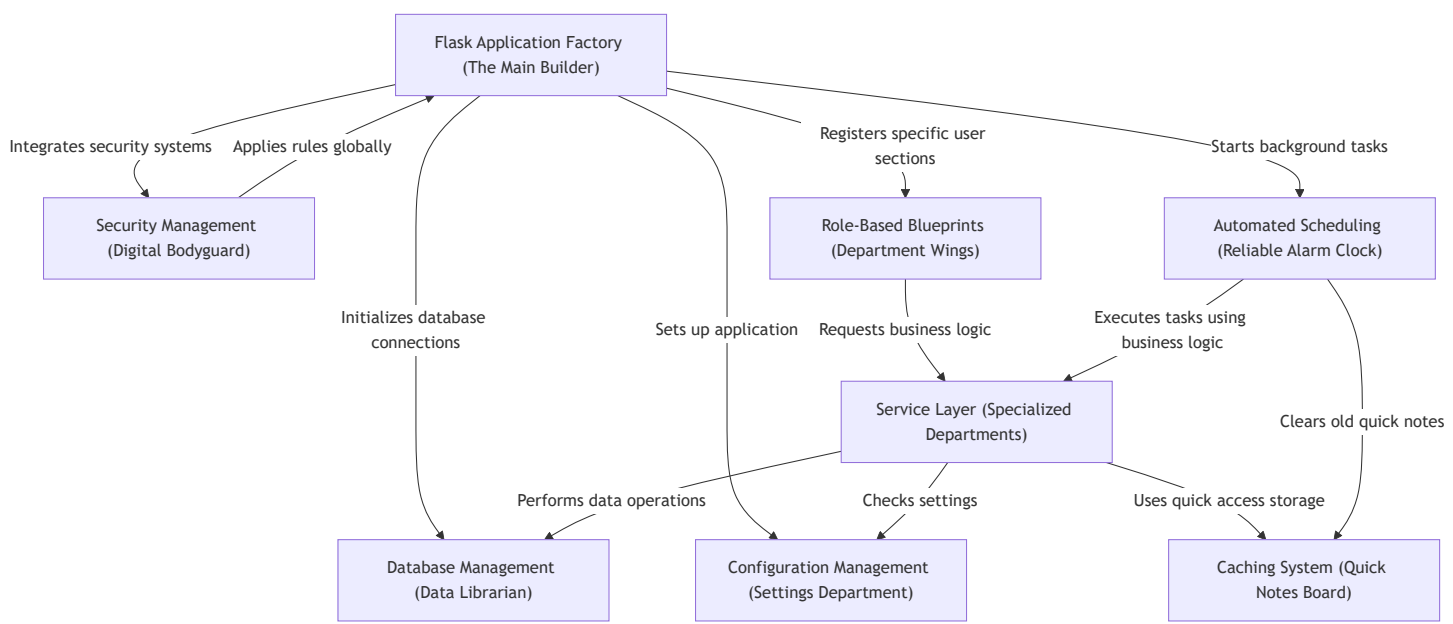 Flask Application Factory
(The Main Builder)
Registers specific user
sections
Integrates security systems
Applies rules globally
Starts background tasks
Security Management
(Digital Bodyguard)
Role-Based Blueprints
(Department Wings)
Automated Scheduling
(Reliable Alarm Clock)
Initializes database
connections
Sets up application
Requests business logic
Executes tasks using
business logic
Service Layer (Specialized
Departments)
Clears old quick notes
Performs data operations
Checks settings
Uses quick access storage
Database Management
(Data Librarian)
Configuration Management
(Settings Department)
Caching System (Quick
Notes Board)